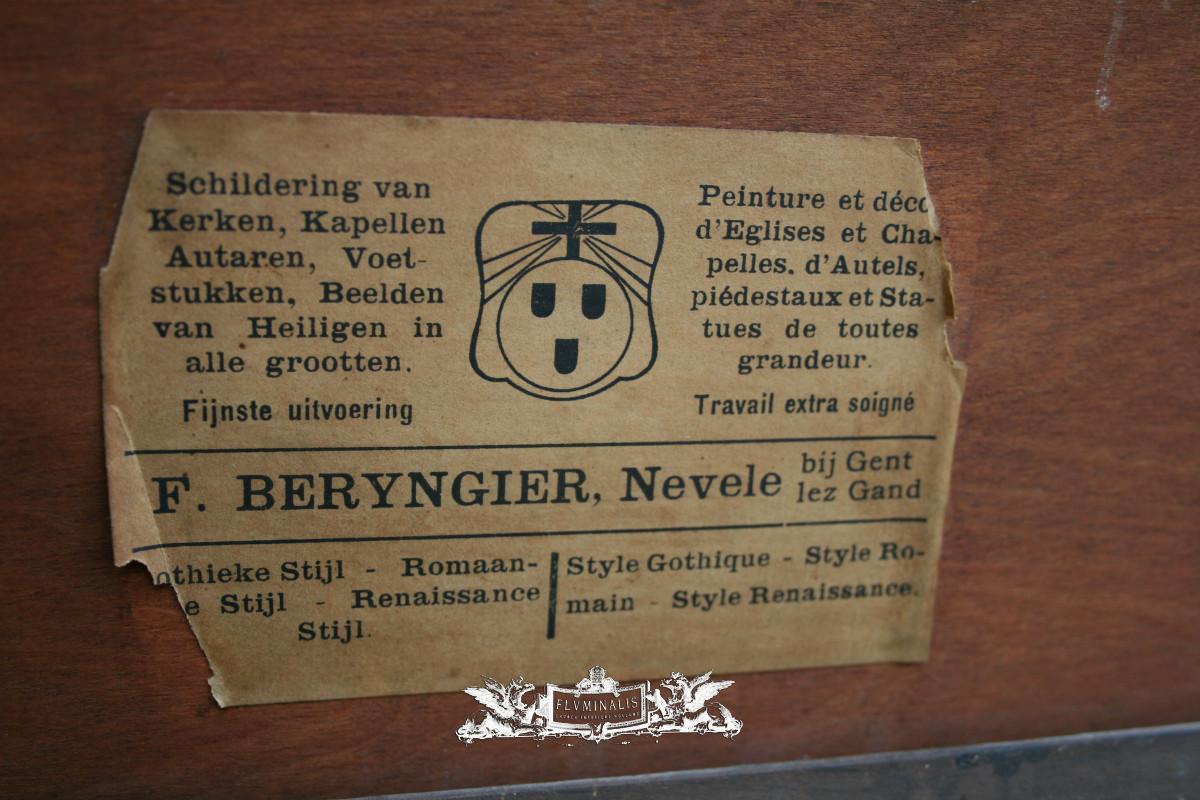 Schildering van
Kerken, Kapellen
Autaren, Voet-
stukken, Beelden
van Heiligen in
alle grootten.
Fijnste uitvoering
Peinture et déco
d'Eglises et Cha-
pelles. d'Autels,
piédestaux et Sta-
tues de toutes
grandeur.
Travail extra soigné
F. BERYNGIER, Nevele
bij Gent
lez Gand
othieke Stijl - Romaan-
e Stijl - Renaissance
Stijl.
Style Gothique - Style Ro-
main - Style Renaissance.
FLVMINALIS